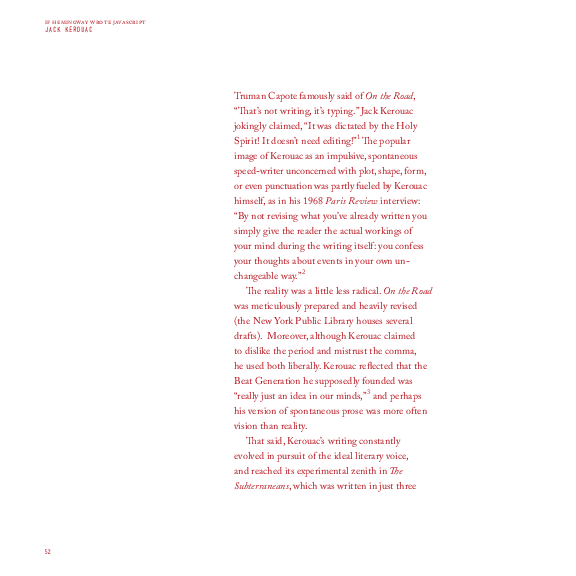 IF HEMINGWAY WROTE JAVASCRIPT
JACK KEROUAC
Truman Capote famously said of On the Road,
“That’s not writing, it’s typing.” Jack Kerouac
jokingly claimed, “It was dictated by the Holy
Spirit! It doesn’t need editing!”1 The popular
image of Kerouac as an impulsive, spontaneous
speed-writer unconcerned with plot, shape, form,
or even punctuation was partly fueled by Kerouac
himself, as in his 1968 Paris Review interview:
“By not revising what you’ve already written you
simply give the reader the actual workings of
your mind during the writing itself: you confess
your thoughts about events in your own un-
changeable way.”2
The reality was a little less radical. On the Road
was meticulously prepared and heavily revised
(the New York Public Library houses several
drafts). Moreover, although Kerouac claimed
to dislike the period and mistrust the comma,
he used both liberally. Kerouac reflected that the
Beat Generation he supposedly founded was
“really just an idea in our minds,”3 and perhaps
his version of spontaneous prose was more often
vision than reality.
That said, Kerouac’s writing constantly
evolved in pursuit of the ideal literary voice,
and reached its experimental zenith in The
Subterraneans, which was written in just three
52